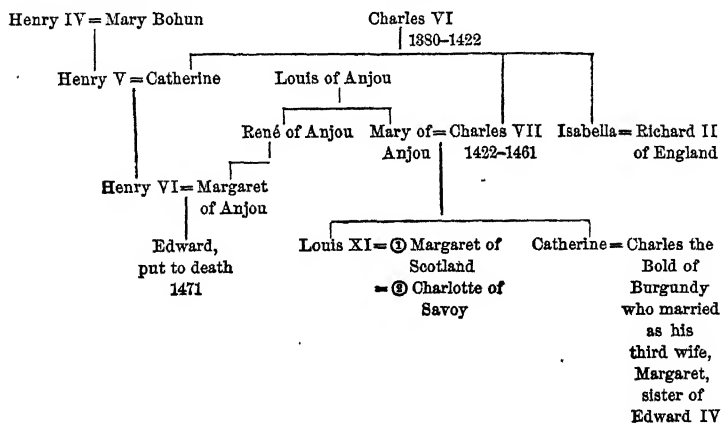 Henry IV = Mary Bohun
Charles VI
1380–1422
Henry V = Catherine
Louis of Anjou
René of Anjou
Mary of = Charles VII
Anjou
1422–1461
Isabella = Richard II
of England
Henry VI = Margaret
of Anjou
Edward,
put to death
1471
Louis XI = ① Margaret of
Scotland
= ② Charlotte of
Savoy
Catherine = Charles the
Bold of
Burgundy
who married
as his
third wife,
Margaret,
sister of
Edward IV